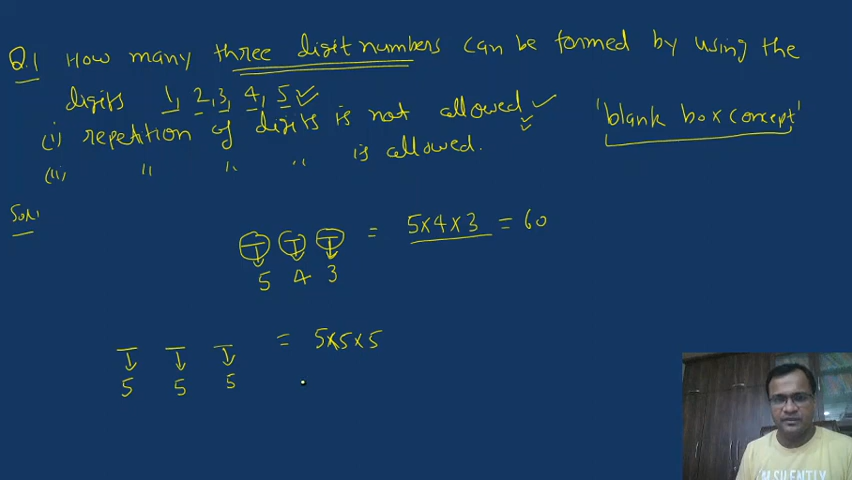 Q.1 How many three digit numbers can be formed by using the
digits 1, 2, 3, 4, 5
(i) repetition of digits is not allowed
'blank box concept'
(ii) " " " is allowed.
Sol:
= 5×4×3 = 60
5 4 3
= 5×5×5
5 5 5
I'M SILENTLY